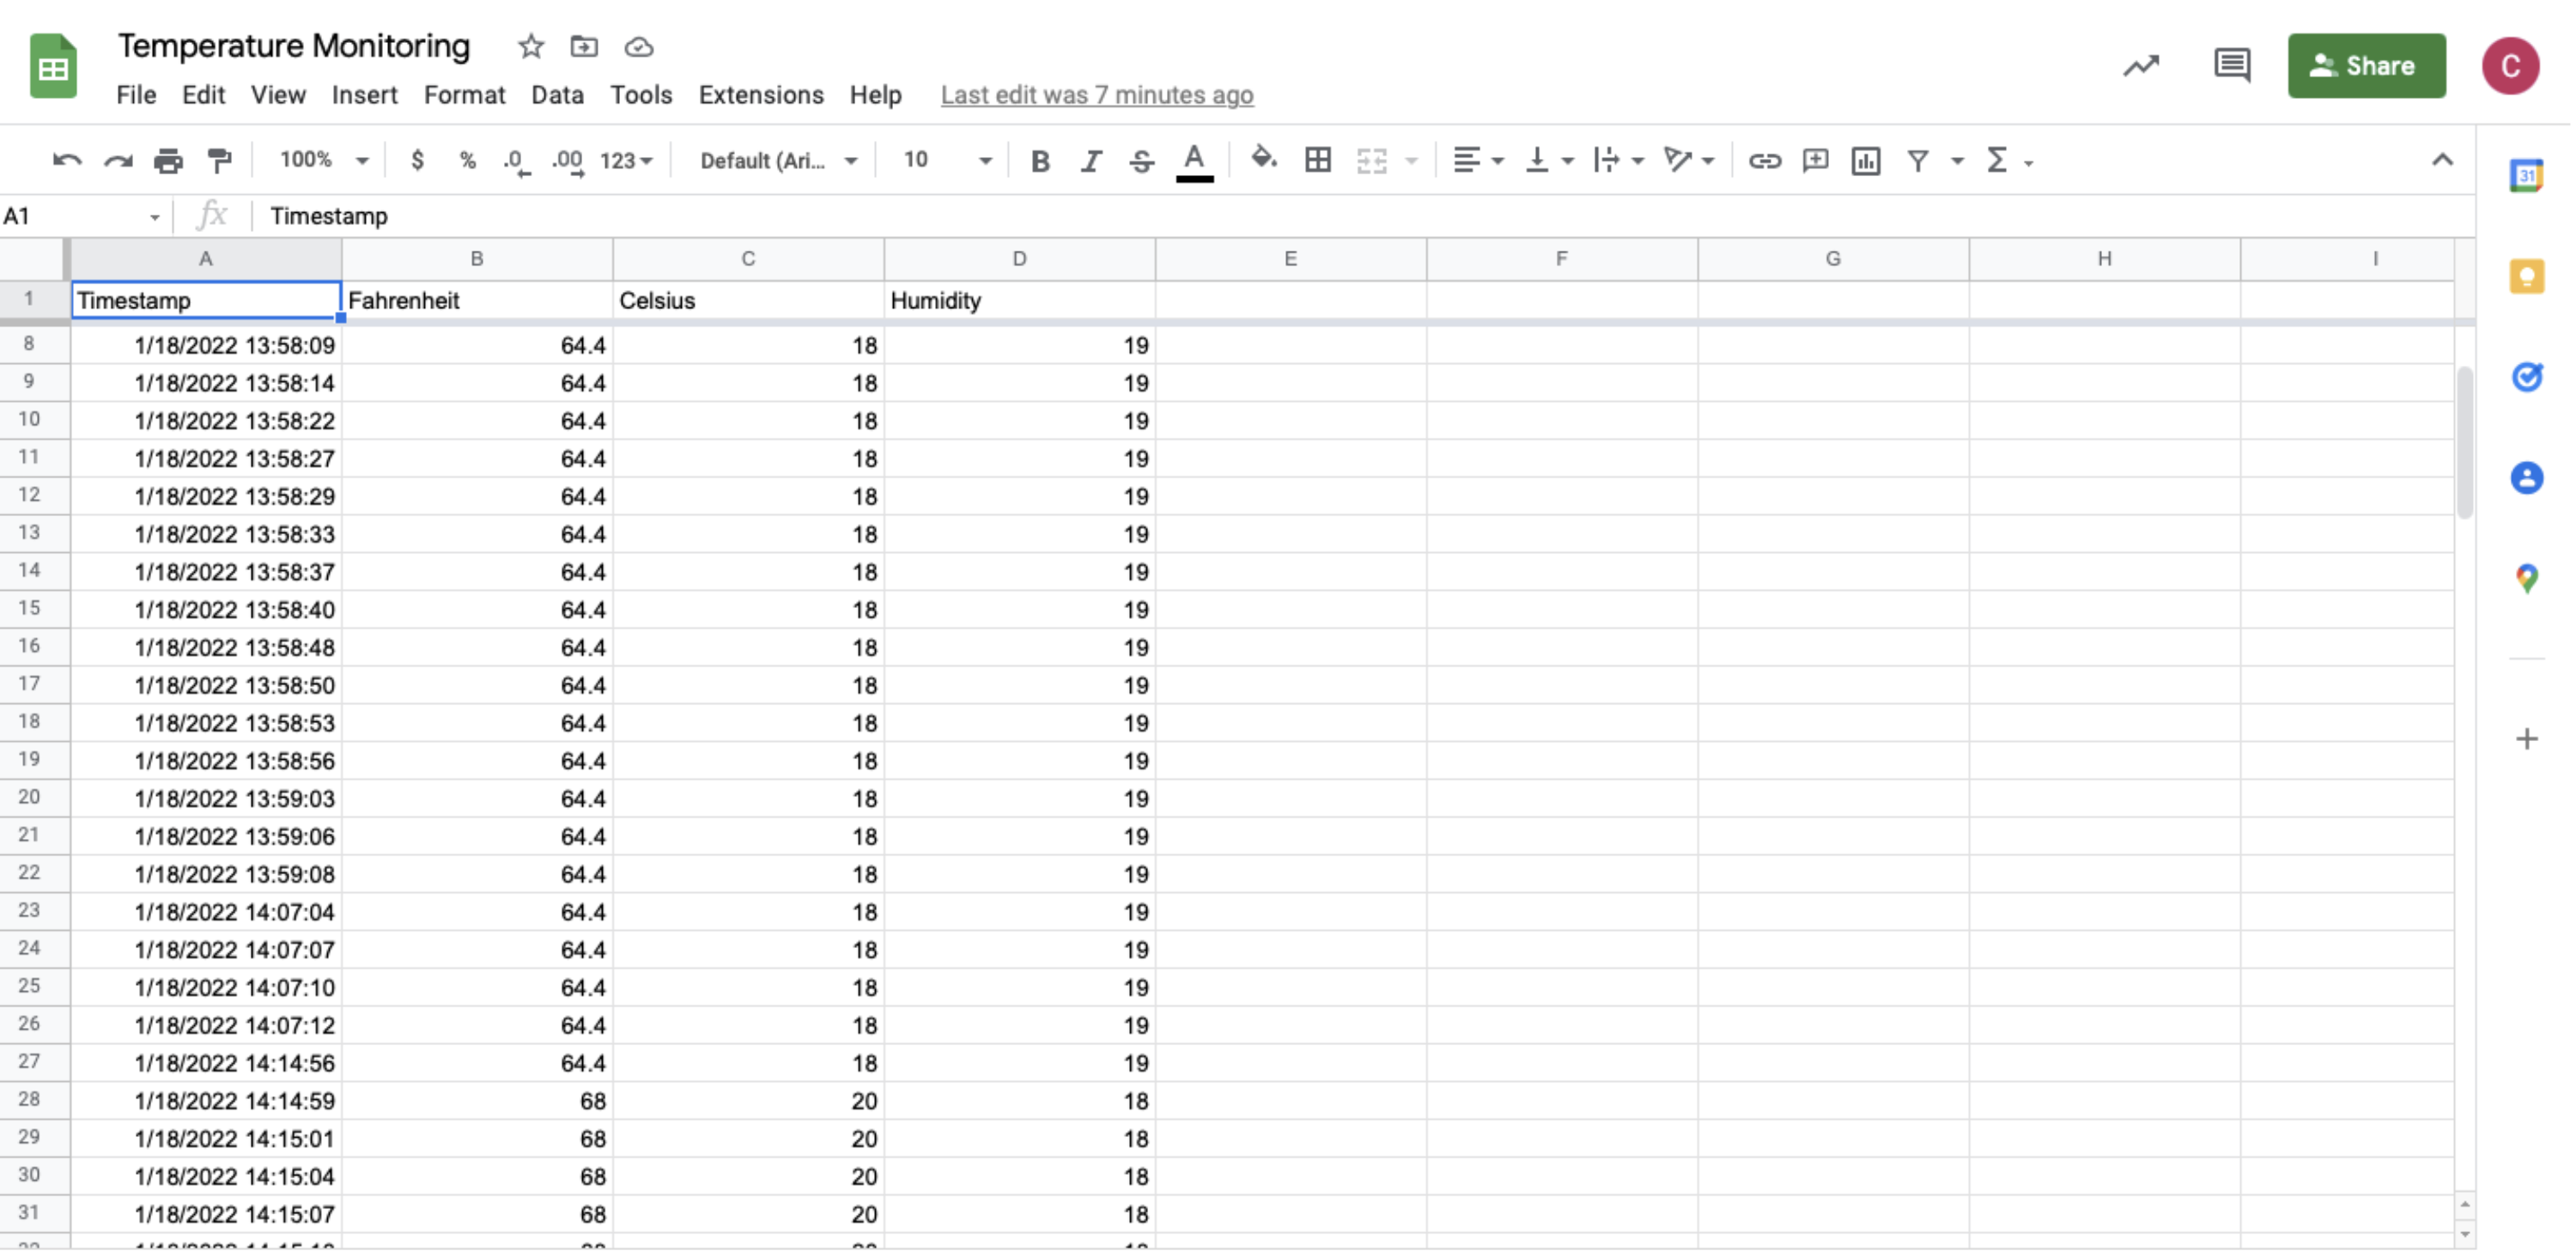 Temperature Monitoring
File Edit View Insert Format Data Tools Extensions Help Last edit was 7 minutes ago
Share
C
100% $ % .0 .00 123 Default (Ari... 10 B I S A Σ
31
A1 fx Timestamp
A B C D E F G H I
1 Timestamp Fahrenheit Celsius Humidity
8 1/18/2022 13:58:09 64.4 18 19
9 1/18/2022 13:58:14 64.4 18 19
10 1/18/2022 13:58:22 64.4 18 19
11 1/18/2022 13:58:27 64.4 18 19
12 1/18/2022 13:58:29 64.4 18 19
13 1/18/2022 13:58:33 64.4 18 19
14 1/18/2022 13:58:37 64.4 18 19
15 1/18/2022 13:58:40 64.4 18 19
16 1/18/2022 13:58:48 64.4 18 19
17 1/18/2022 13:58:50 64.4 18 19
18 1/18/2022 13:58:53 64.4 18 19
19 1/18/2022 13:58:56 64.4 18 19
20 1/18/2022 13:59:03 64.4 18 19
21 1/18/2022 13:59:06 64.4 18 19
22 1/18/2022 13:59:08 64.4 18 19
23 1/18/2022 14:07:04 64.4 18 19
24 1/18/2022 14:07:07 64.4 18 19
25 1/18/2022 14:07:10 64.4 18 19
26 1/18/2022 14:07:12 64.4 18 19
27 1/18/2022 14:14:56 64.4 18 19
28 1/18/2022 14:14:59 68 20 18
29 1/18/2022 14:15:01 68 20 18
30 1/18/2022 14:15:04 68 20 18
31 1/18/2022 14:15:07 68 20 18